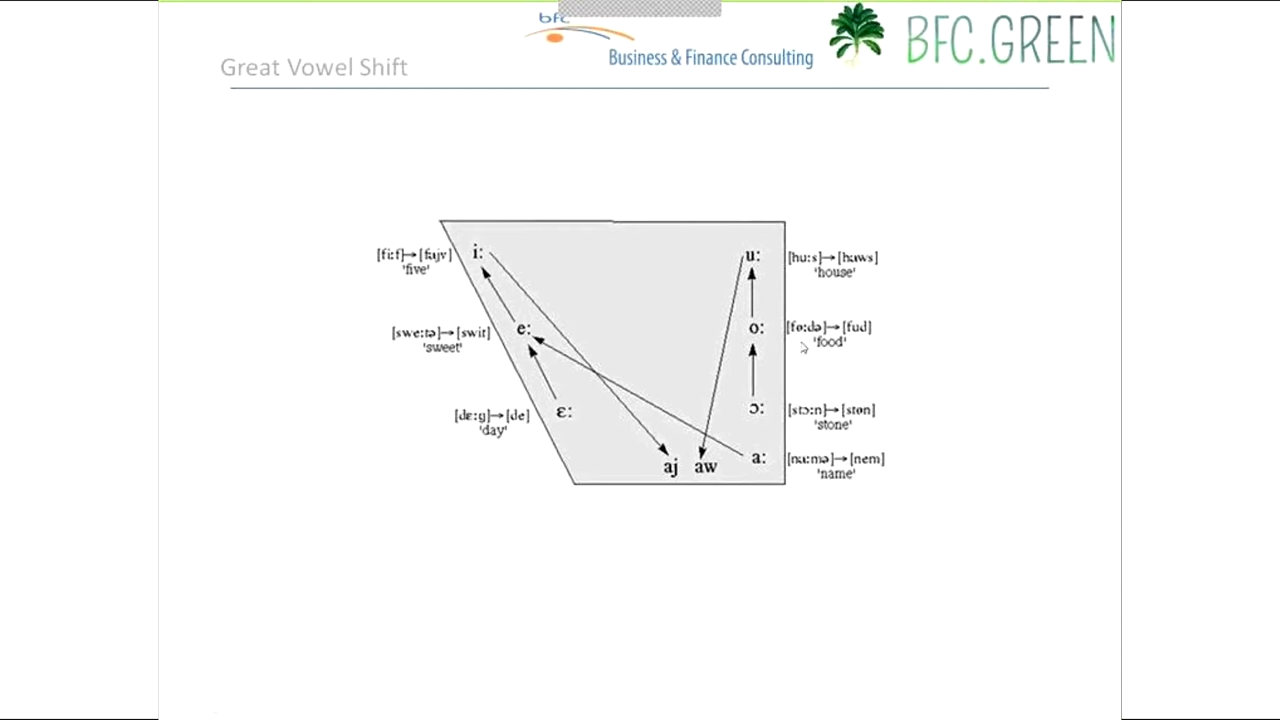 bfc
Business & Finance Consulting
BFC.GREEN
Great Vowel Shift
[fi:f]→[fajv]
'five'
i:
u:
[hu:s]→[haws]
'house'
[swe:tə]→[swit]
'sweet'
e:
o:
[fo:də]→[fud]
'food'
[dɛ:g]→[de]
'day'
ɛ:
ɔ:
[stɔ:n]→[ston]
'stone'
aj aw
a:
[na:mə]→[nem]
'name'